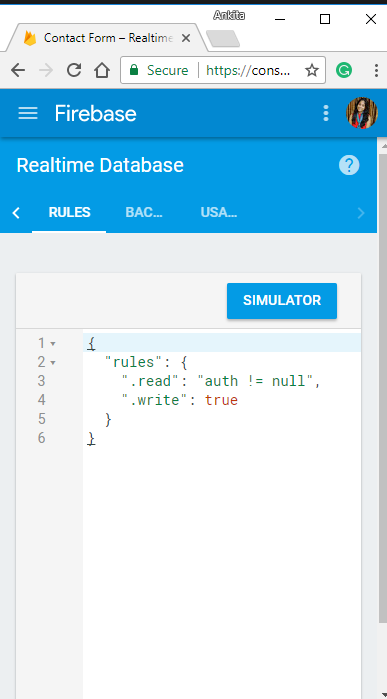 Ankita
Contact Form – Realtime
Secure https://cons...
Firebase
Realtime Database
?
RULES BAC... USA...
SIMULATOR
1 {
2 "rules": {
3 ".read": "auth != null",
4 ".write": true
5 }
6 }